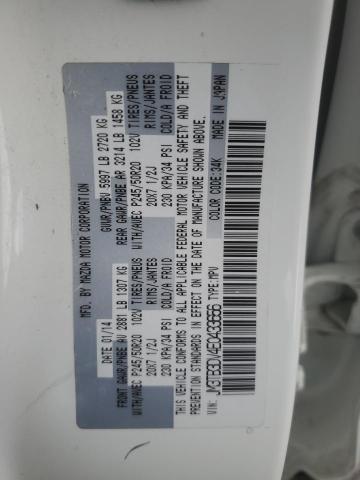 MFD. BY MAZDA MOTOR CORPORATION
DATE 01/14 GVWR/PNBV 5997 LB 2720 KG
FRONT GAWR/PNBE AV 2881 LB 1307 KG REAR GAWR/PNBE AR 3214 LB 1458 KG
WITH/AVEC P245/50R20 102V TIRES/PNEUS WITH/AVEC P245/50R20 102V TIRES/PNEUS
20X7 1/2J RIMS/JANTES 20X7 1/2J RIMS/JANTES
230 KPA/34 PSI COLD/A FROID 230 KPA/34 PSI COLD/A FROID
THIS VEHICLE CONFORMS TO ALL APPLICABLE FEDERAL MOTOR VEHICLE SAFETY AND THEFT
PREVENTION STANDARDS IN EFFECT ON THE DATE OF MANUFACTURE SHOWN ABOVE.
VIN: JM3TB3DV4E0433666 TYPE:MPV COLOR CODE:34K MADE IN JAPAN